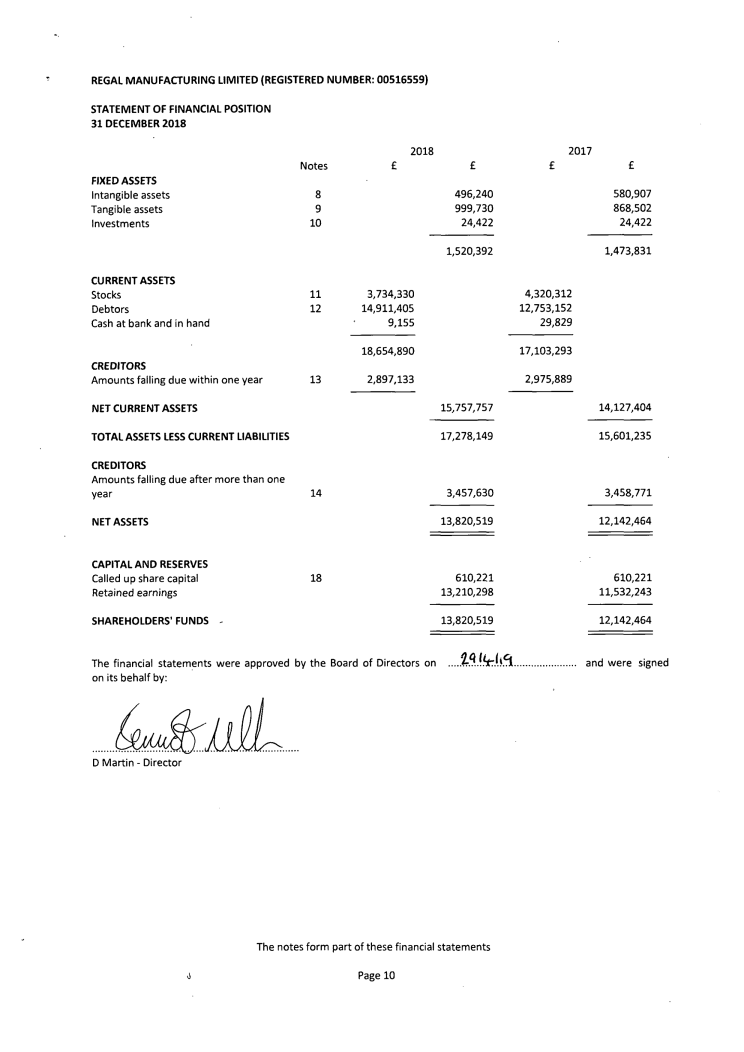 REGAL MANUFACTURING LIMITED (REGISTERED NUMBER: 00516559)
STATEMENT OF FINANCIAL POSITION
31 DECEMBER 2018
2018 2017
Notes £ £ £ £
FIXED ASSETS
Intangible assets 8 496,240 580,907
Tangible assets 9 999,730 868,502
Investments 10 24,422 24,422
1,520,392 1,473,831
CURRENT ASSETS
Stocks 11 3,734,330 4,320,312
Debtors 12 14,911,405 12,753,152
Cash at bank and in hand 9,155 29,829
18,654,890 17,103,293
CREDITORS
Amounts falling due within one year 13 2,897,133 2,975,889
NET CURRENT ASSETS 15,757,757 14,127,404
TOTAL ASSETS LESS CURRENT LIABILITIES 17,278,149 15,601,235
CREDITORS
Amounts falling due after more than one
year 14 3,457,630 3,458,771
NET ASSETS 13,820,519 12,142,464
CAPITAL AND RESERVES
Called up share capital 18 610,221 610,221
Retained earnings 13,210,298 11,532,243
SHAREHOLDERS' FUNDS 13,820,519 12,142,464
The financial statements were approved by the Board of Directors on 29/4/19 and were signed
on its behalf by:
D Martin - Director
The notes form part of these financial statements
Page 10